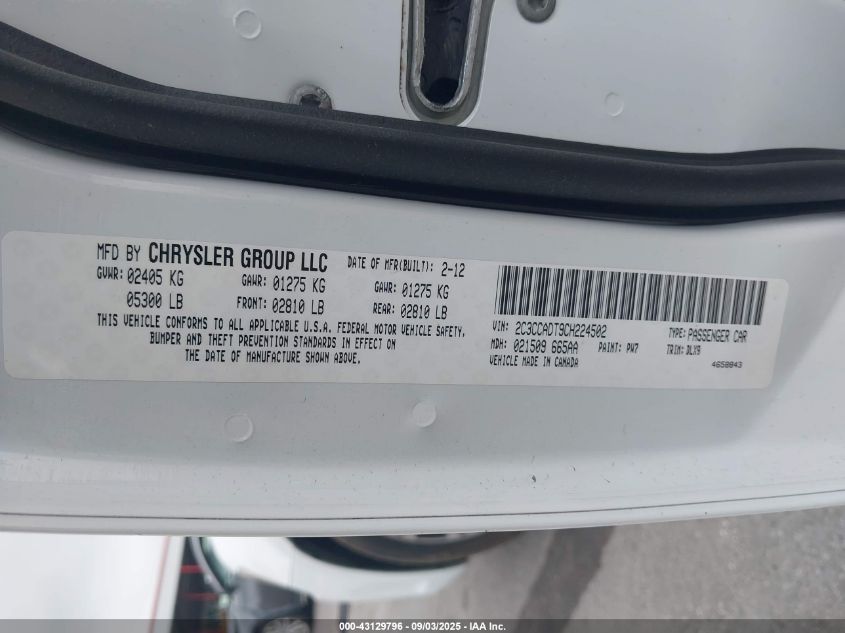 MFD BY CHRYSLER GROUP LLC DATE OF MFR(BUILT): 2-12
GVWR: 02405 KG GAWR: 01275 KG GAWR: 01275 KG
05300 LB FRONT: 02810 LB REAR: 02810 LB
THIS VEHICLE CONFORMS TO ALL APPLICABLE U.S.A. FEDERAL MOTOR VEHICLE SAFETY,
BUMPER AND THEFT PREVENTION STANDARDS IN EFFECT ON
THE DATE OF MANUFACTURE SHOWN ABOVE.
VIN: 2C3CCADT9CH224502 TYPE: PASSENGER CAR
MDH: 021509 665AA PAINT: PW7 TRIM: DLX9
VEHICLE MADE IN CANADA 4658843
000-43129796 - 09/03/2025 - IAA Inc.